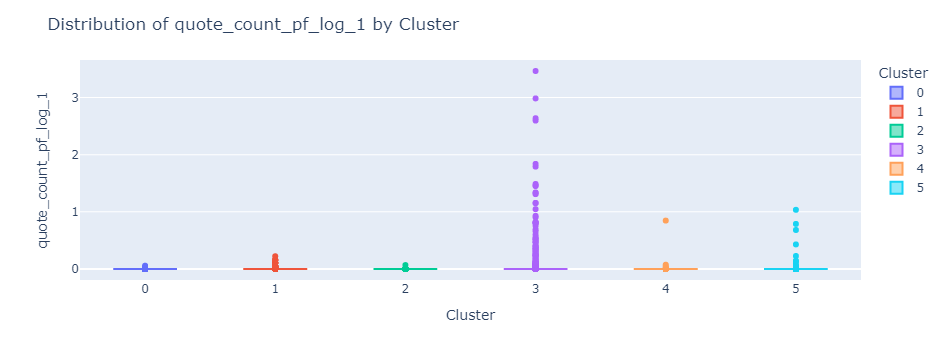 Distribution of quote_count_pf_log_1 by Cluster
quote_count_pf_log_1
3
2
1
0
0 1 2 3 4 5
Cluster
Cluster
0
1
2
3
4
5